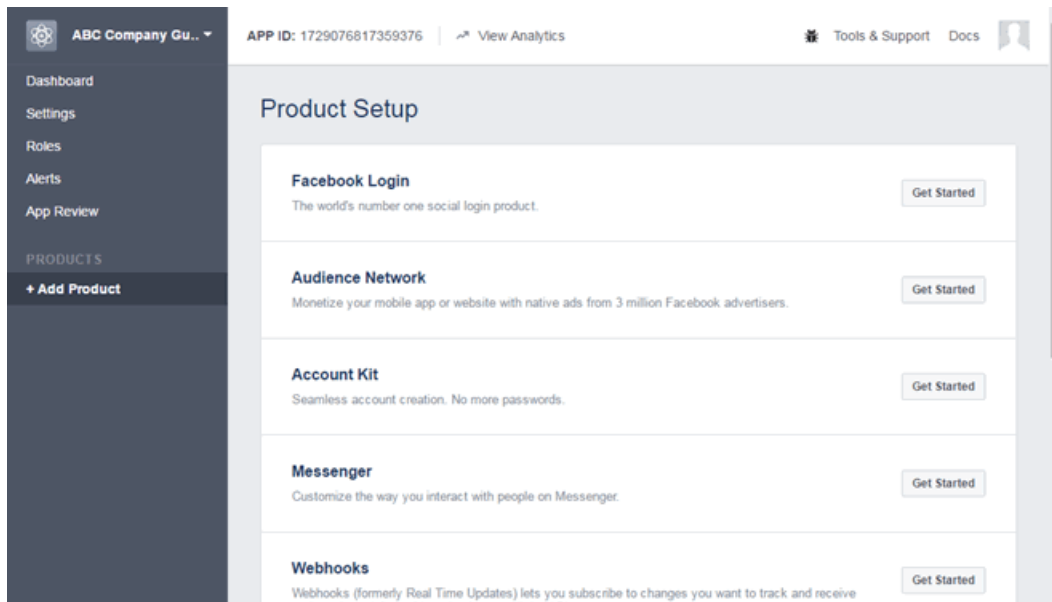 ABC Company Gu..
APP ID: 1729076817359376
View Analytics
Tools & Support
Docs
Dashboard
Settings
Roles
Alerts
App Review
PRODUCTS
+ Add Product
Product Setup
Facebook Login
The world's number one social login product.
Get Started
Audience Network
Monetize your mobile app or website with native ads from 3 million Facebook advertisers.
Get Started
Account Kit
Seamless account creation. No more passwords.
Get Started
Messenger
Customize the way you interact with people on Messenger.
Get Started
Webhooks
Webhooks (formerly Real Time Updates) lets you subscribe to changes you want to track and receive
Get Started